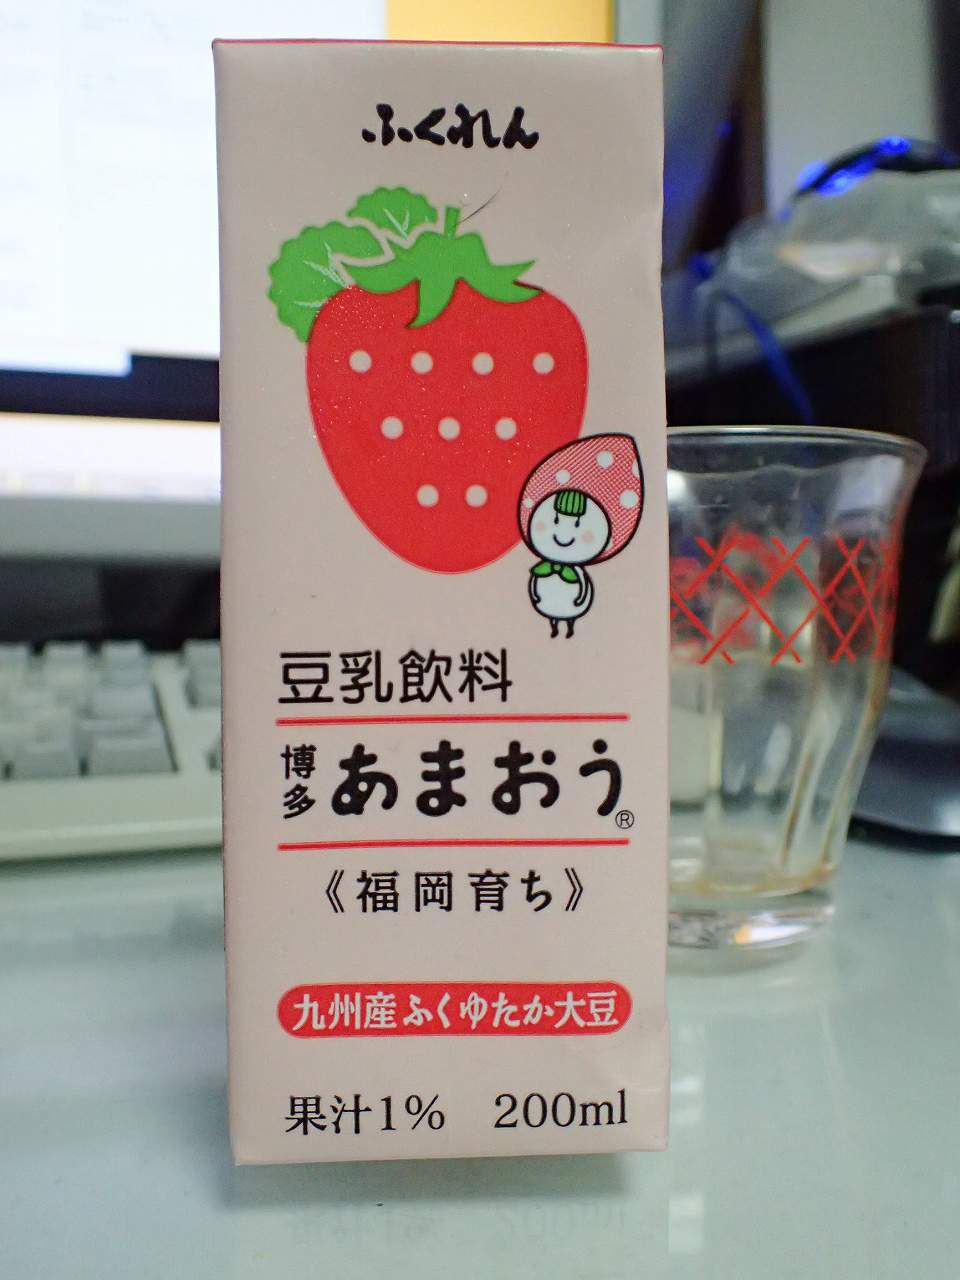 ふくれん
豆乳飲料
博多 あまおう®
《福岡育ち》
九州産ふくゆたか大豆
果汁1% 200ml